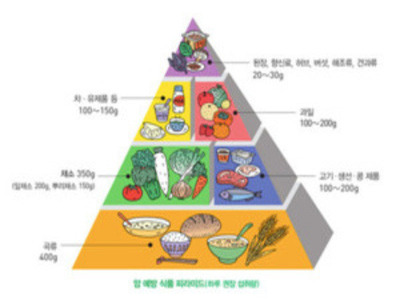 된장, 향신료, 허브, 버섯, 해조류, 견과류
20~30g
차·유제품 등
100~150g
과일
100~200g
채소 350g
(잎채소 200g, 뿌리채소 150g)
고기·생선·콩 제품
100~200g
곡류
400g
암 예방 식품 피라미드(하루 권장 섭취량)